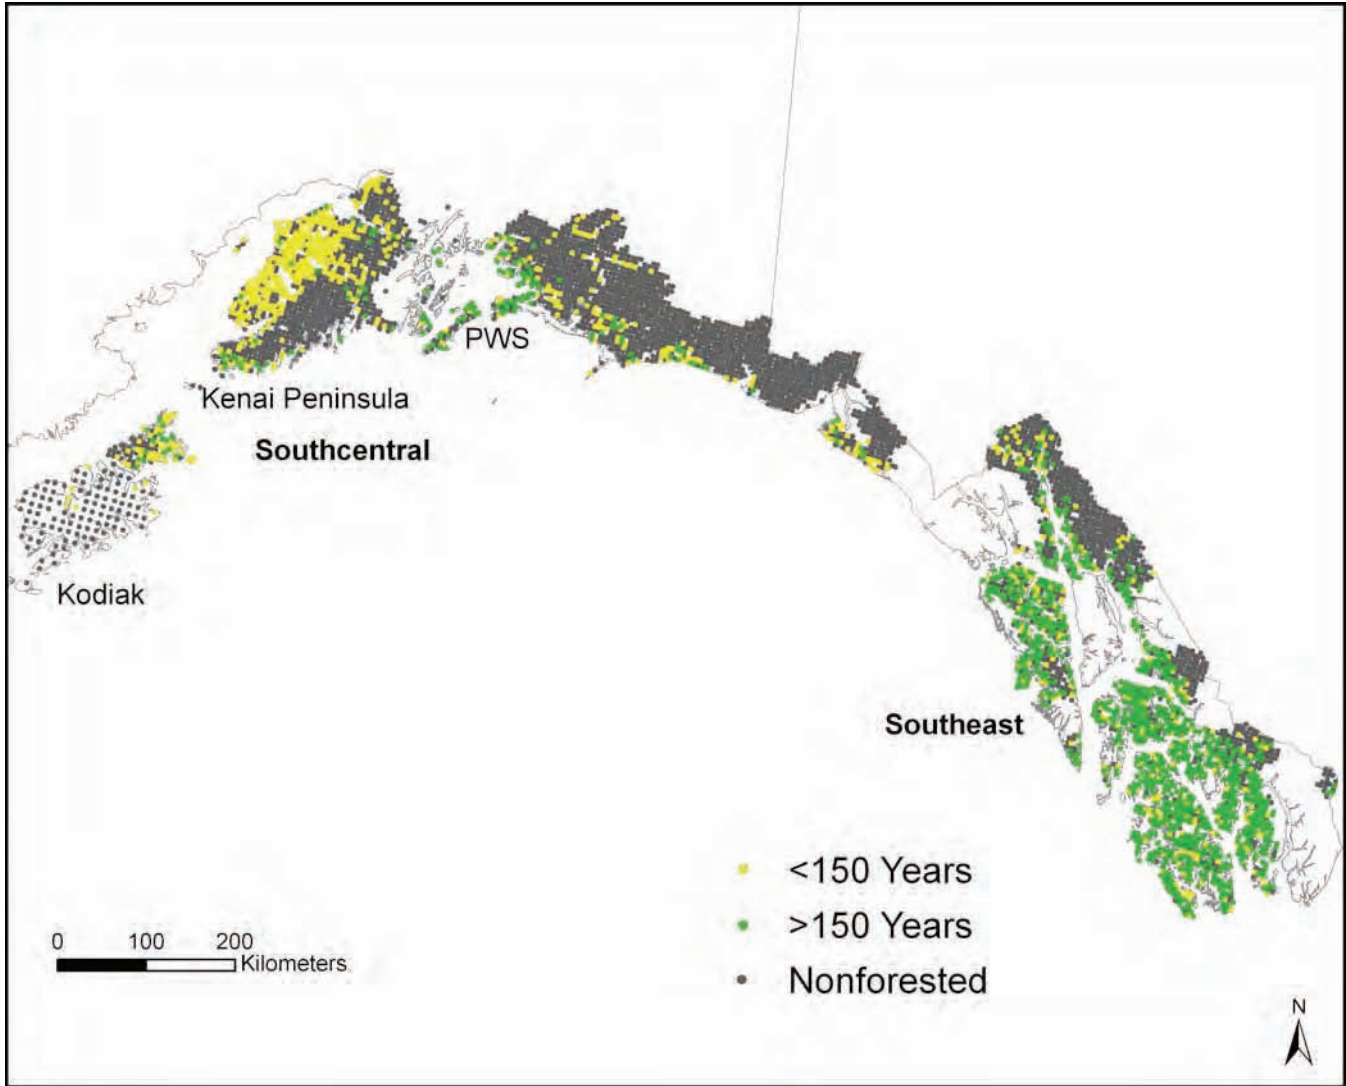 PWS
Kenai Peninsula
Southcentral
Kodiak
Southeast
<150 Years
>150 Years
Nonforested
0 100 200
Kilometers
N